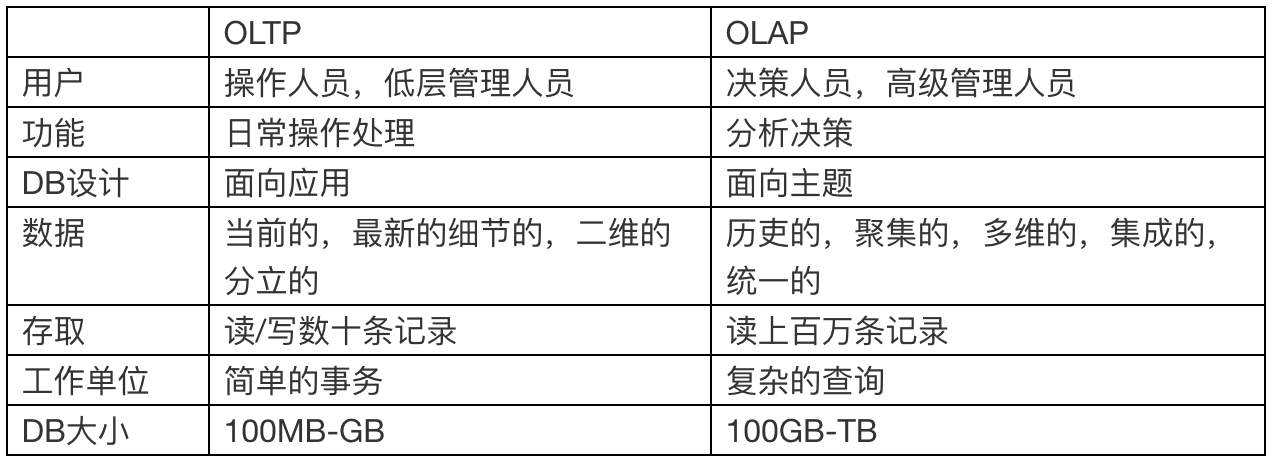 OLTP OLAP
用户 操作人员，低层管理人员 决策人员，高级管理人员
功能 日常操作处理 分析决策
DB设计 面向应用 面向主题
数据 当前的，最新的细节的，二维的 历吏的，聚集的，多维的，集成的，
分立的 统一的
存取 读/写数十条记录 读上百万条记录
工作单位 简单的事务 复杂的查询
DB大小 100MB-GB 100GB-TB